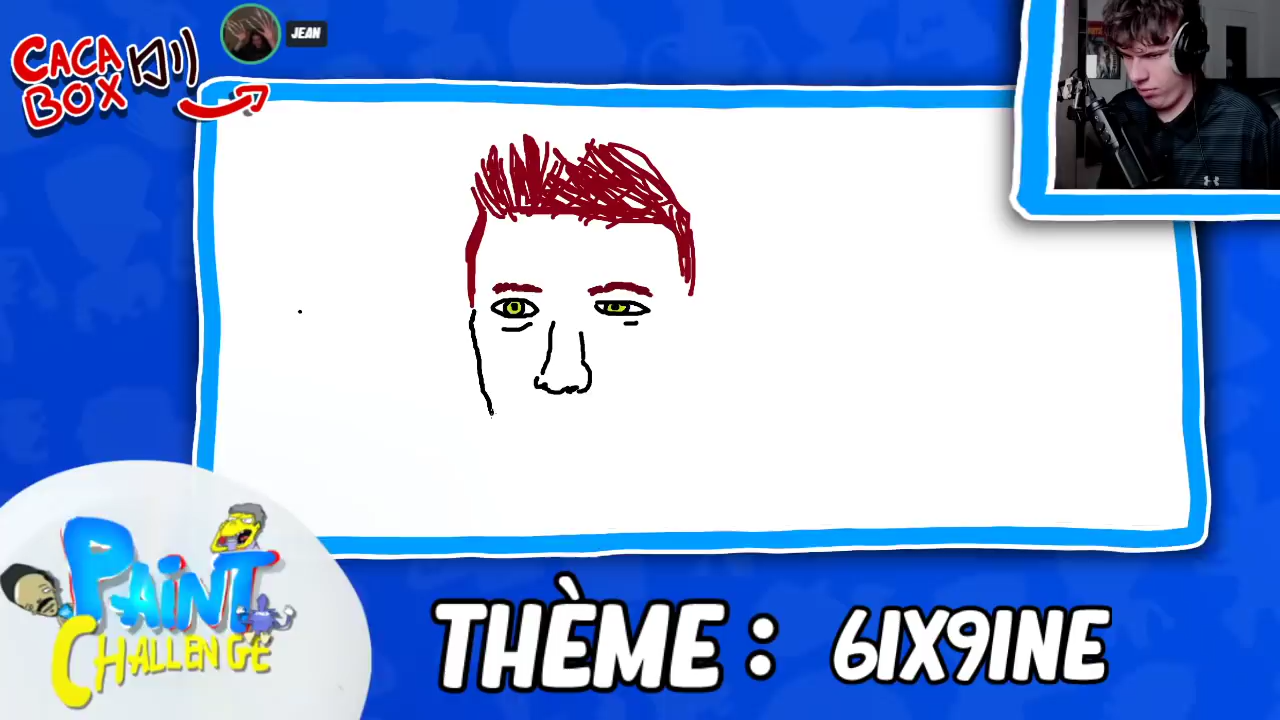 CACA
BOX
JEAN
PAINT
CHALLENGE
THÈME : 6IX9INE